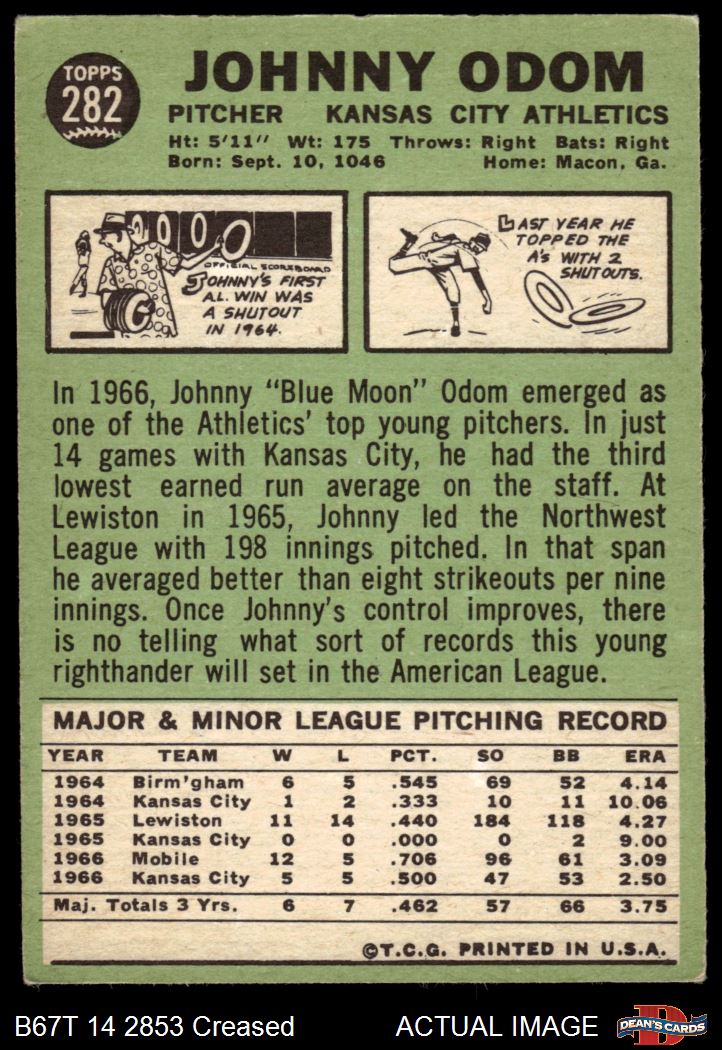 TOPPS
282
JOHNNY ODOM
PITCHER KANSAS CITY ATHLETICS
Ht: 5'11" Wt: 175 Throws: Right Bats: Right
Born: Sept. 10, 1046 Home: Macon, Ga.
0000
OFFICIAL SCOREBOARD
JOHNNY'S FIRST
A.L. WIN WAS
A SHUTOUT
IN 1964.
LAST YEAR HE
TOPPED THE
A's WITH 2
SHUTOUTS.
In 1966, Johnny "Blue Moon" Odom emerged as
one of the Athletics' top young pitchers. In just
14 games with Kansas City, he had the third
lowest earned run average on the staff. At
Lewiston in 1965, Johnny led the Northwest
League with 198 innings pitched. In that span
he averaged better than eight strikeouts per nine
innings. Once Johnny's control improves, there
is no telling what sort of records this young
righthander will set in the American League.
MAJOR & MINOR LEAGUE PITCHING RECORD
YEAR TEAM W L PCT. SO BB ERA
1964 Birm'gham 6 5 .545 69 52 4.14
1964 Kansas City 1 2 .333 10 11 10.06
1965 Lewiston 11 14 .440 184 118 4.27
1965 Kansas City 0 0 .000 0 2 9.00
1966 Mobile 12 5 .706 96 61 3.09
1966 Kansas City 5 5 .500 47 53 2.50
Maj. Totals 3 Yrs. 6 7 .462 57 66 3.75
©T.C.G. PRINTED IN U.S.A.
B67T 14 2853 Creased ACTUAL IMAGE
D
DEAN'S CARDS